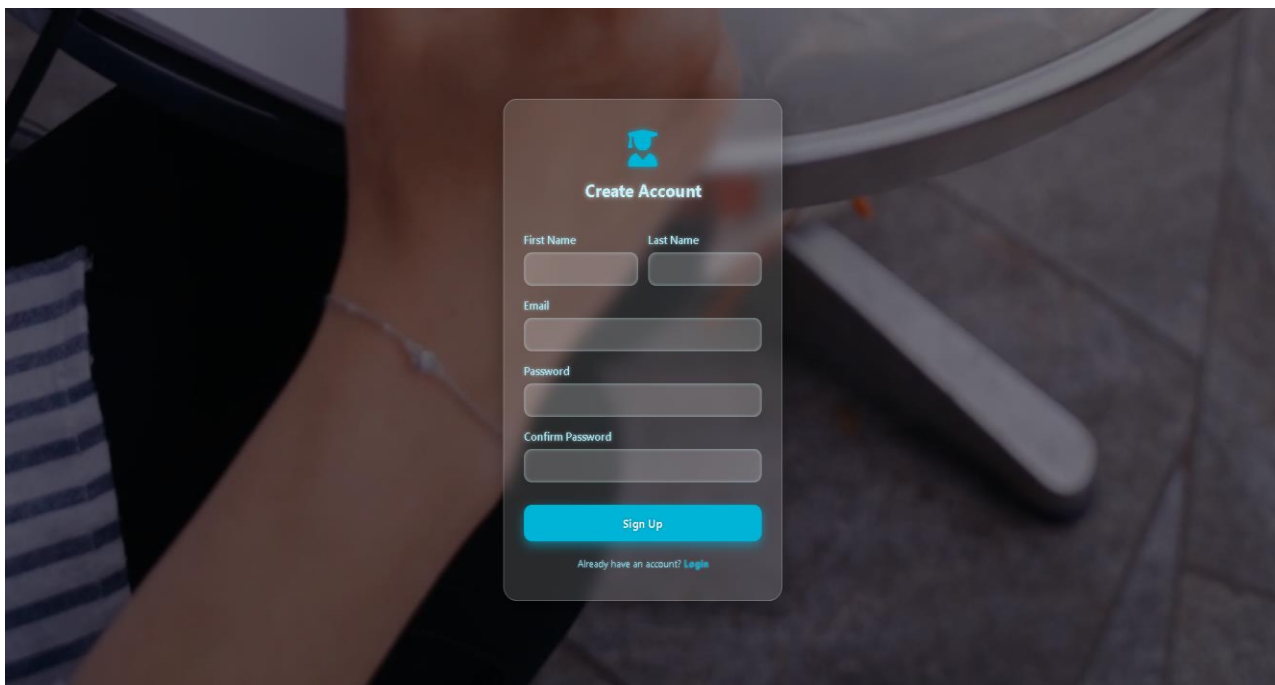 Create Account
First Name Last Name
Email
Password
Confirm Password
Sign Up
Already have an account? Login